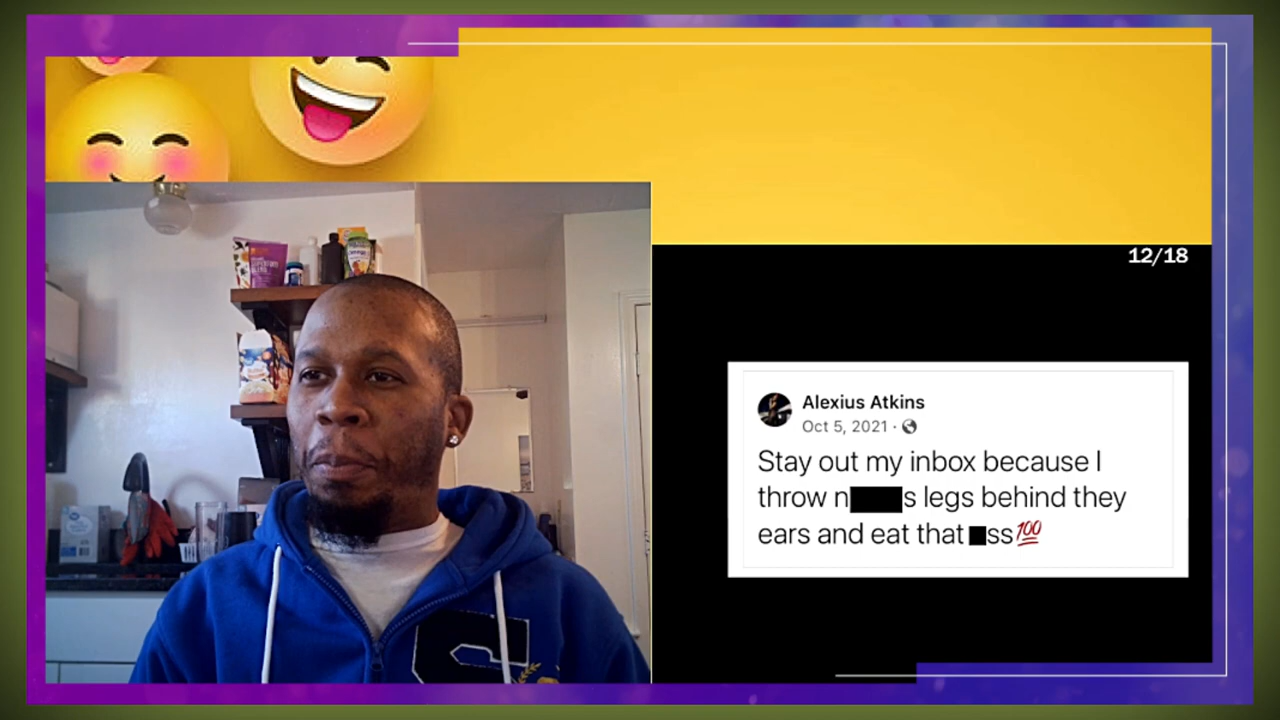 12/18
Alexius Atkins
Oct 5, 2021 ·
Stay out my inbox because I
throw n████s legs behind they
ears and eat that █ss💯
S